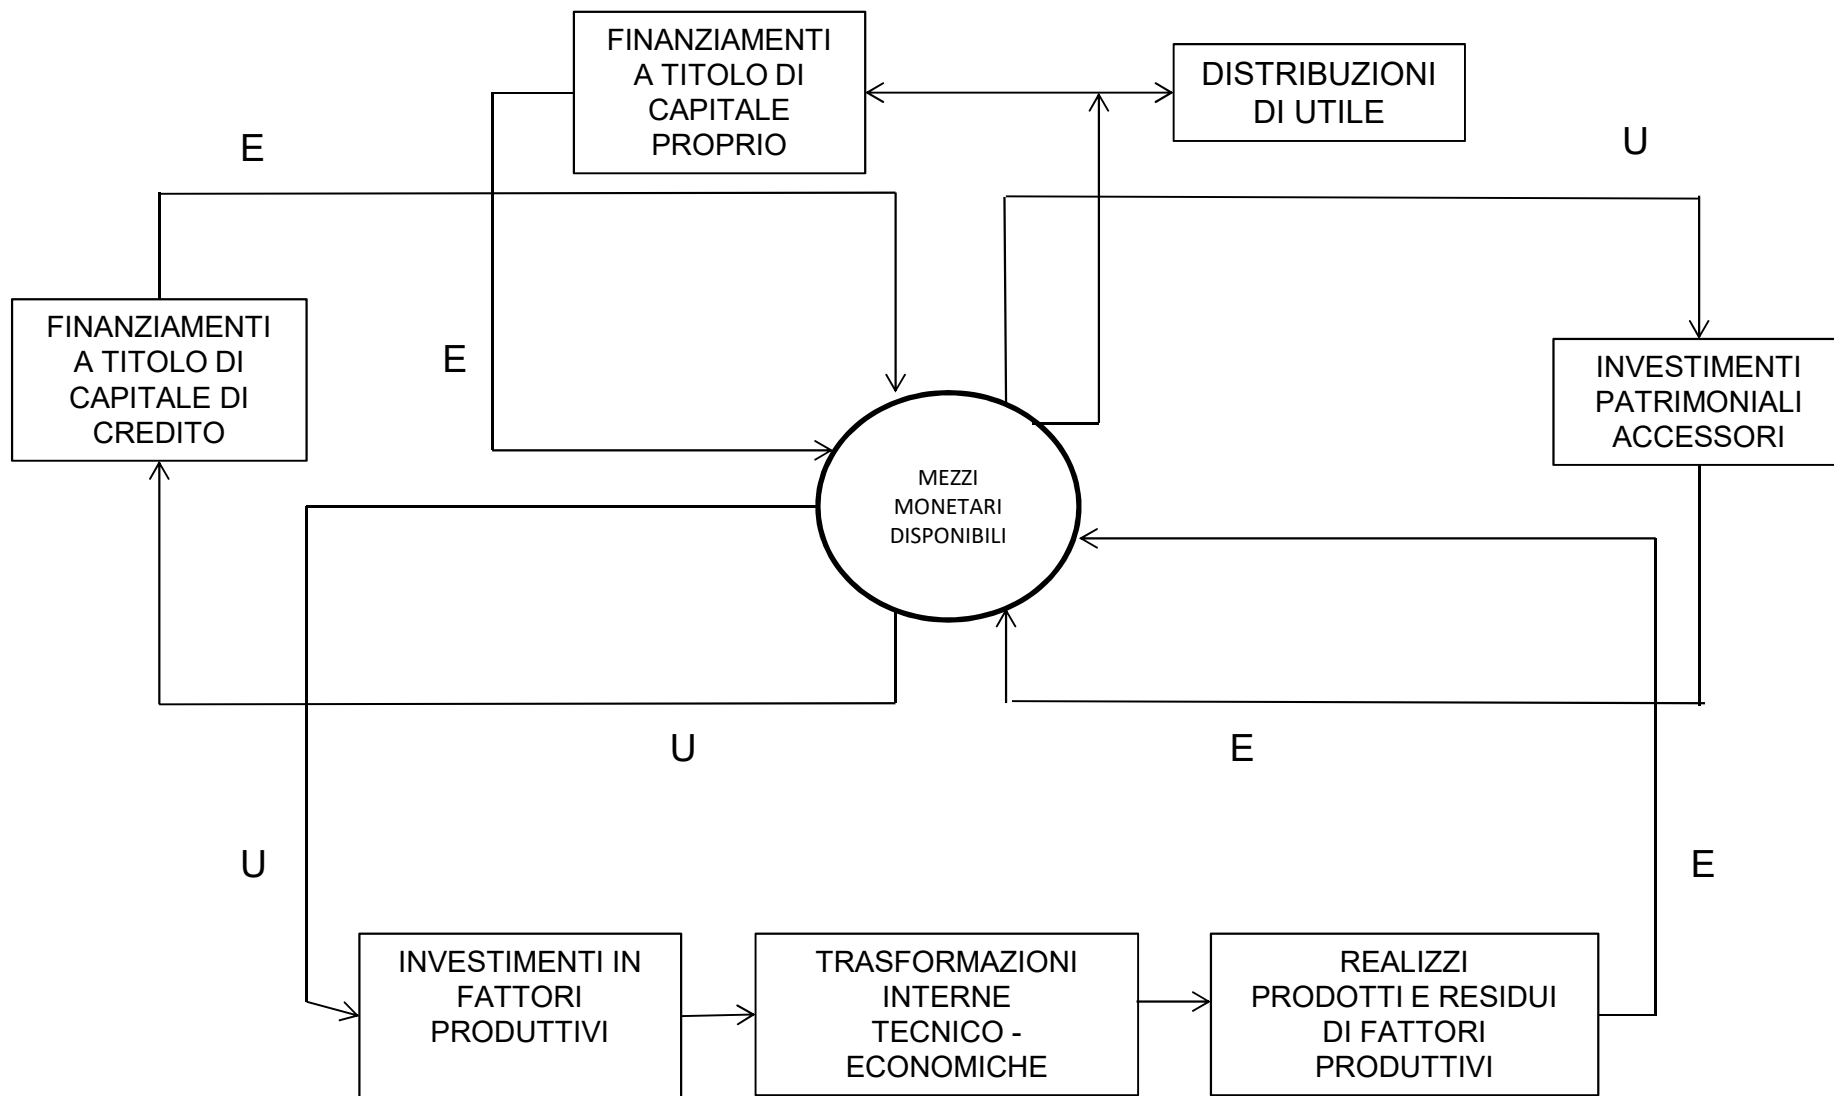 FINANZIAMENTI
A TITOLO DI
CAPITALE
PROPRIO
DISTRIBUZIONI
DI UTILE
E
U
FINANZIAMENTI
A TITOLO DI
CAPITALE DI
CREDITO
E
INVESTIMENTI
PATRIMONIALI
ACCESSORI
MEZZI
MONETARI
DISPONIBILI
U
E
U
E
INVESTIMENTI IN
FATTORI
PRODUTTIVI
TRASFORMAZIONI
INTERNE
TECNICO -
ECONOMICHE
REALIZZI
PRODOTTI E RESIDUI
DI FATTORI
PRODUTTIVI